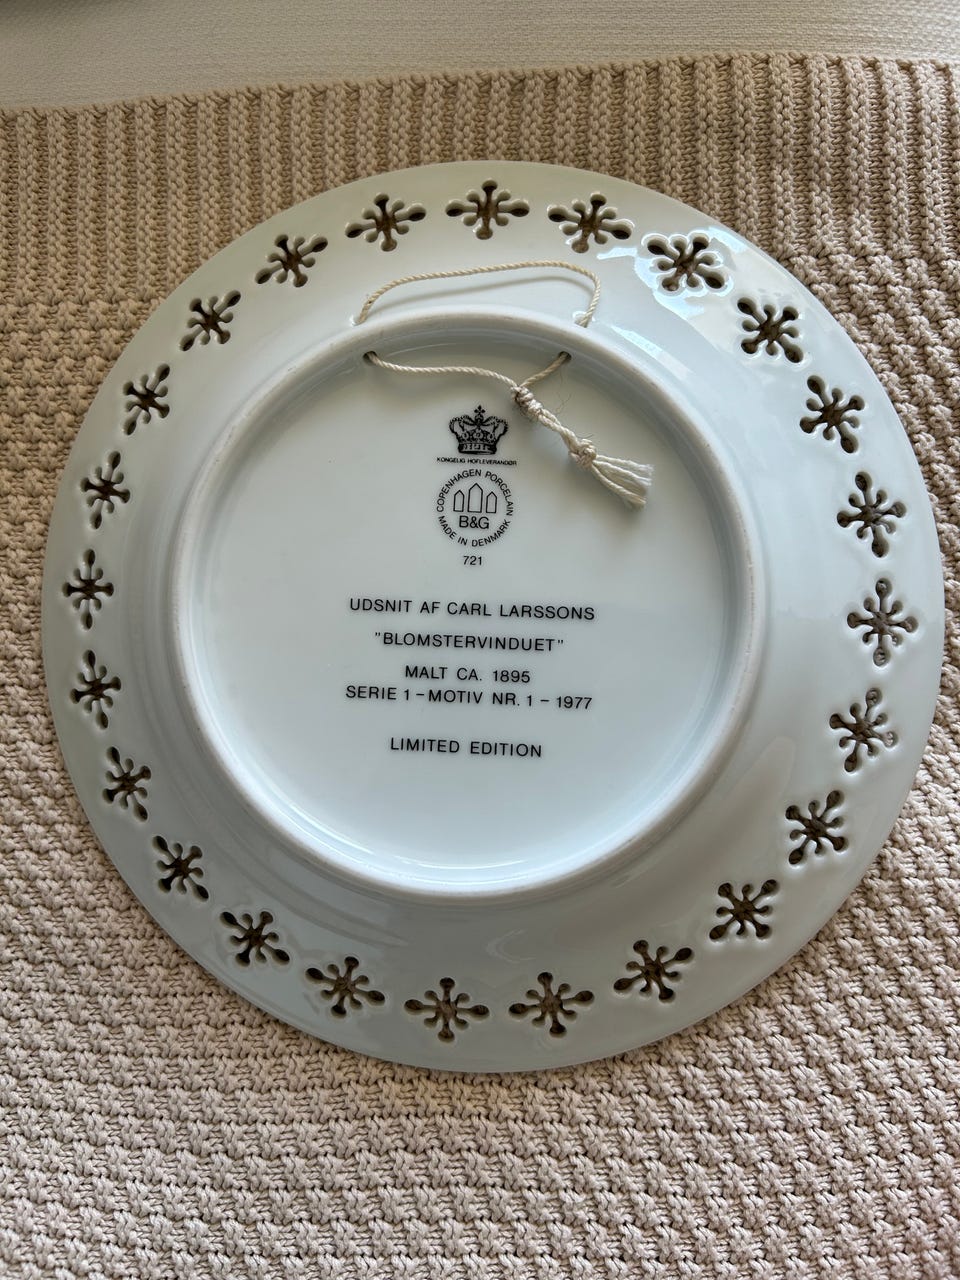 KONGELIG HOFLEVERANDØR
COPENHAGEN PORCELAIN
B&G
MADE IN DENMARK
721
UDSNIT AF CARL LARSSONS
"BLOMSTERVINDUET"
MALT CA. 1895
SERIE 1 – MOTIV NR. 1 – 1977
LIMITED EDITION